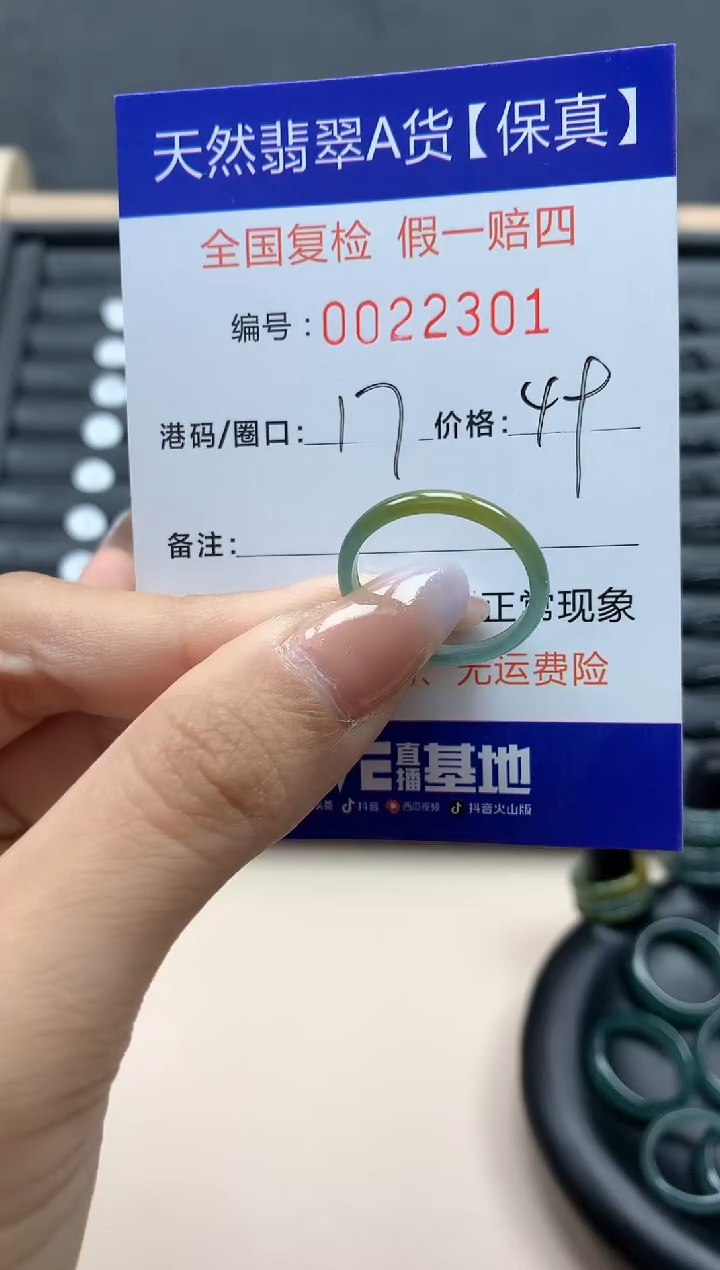 天然翡翠A货【保真】
全国复检 假一赔四
编号:0022301
港码/圈口: 17 价格: 49
备注:
正常现象
、无运费险
直播基地
抖音 西瓜视频 抖音火山版